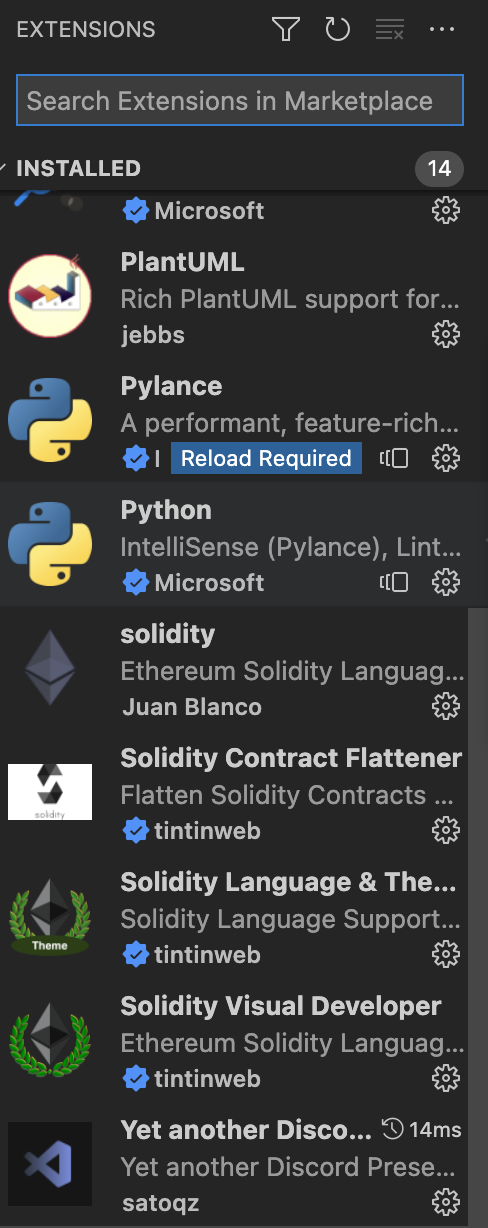 EXTENSIONS
Search Extensions in Marketplace
INSTALLED 14
Microsoft
PlantUML
Rich PlantUML support for...
jebbs
Pylance
A performant, feature-rich...
Reload Required
Python
IntelliSense (Pylance), Lint...
Microsoft
solidity
Ethereum Solidity Languag...
Juan Blanco
Solidity Contract Flattener
Flatten Solidity Contracts ...
tintinweb
solidity
Solidity Language & The...
Solidity Language Support...
tintinweb
Theme
Solidity Visual Developer
Ethereum Solidity Languag...
tintinweb
Yet another Disco... 14ms
Yet another Discord Prese...
satoqz